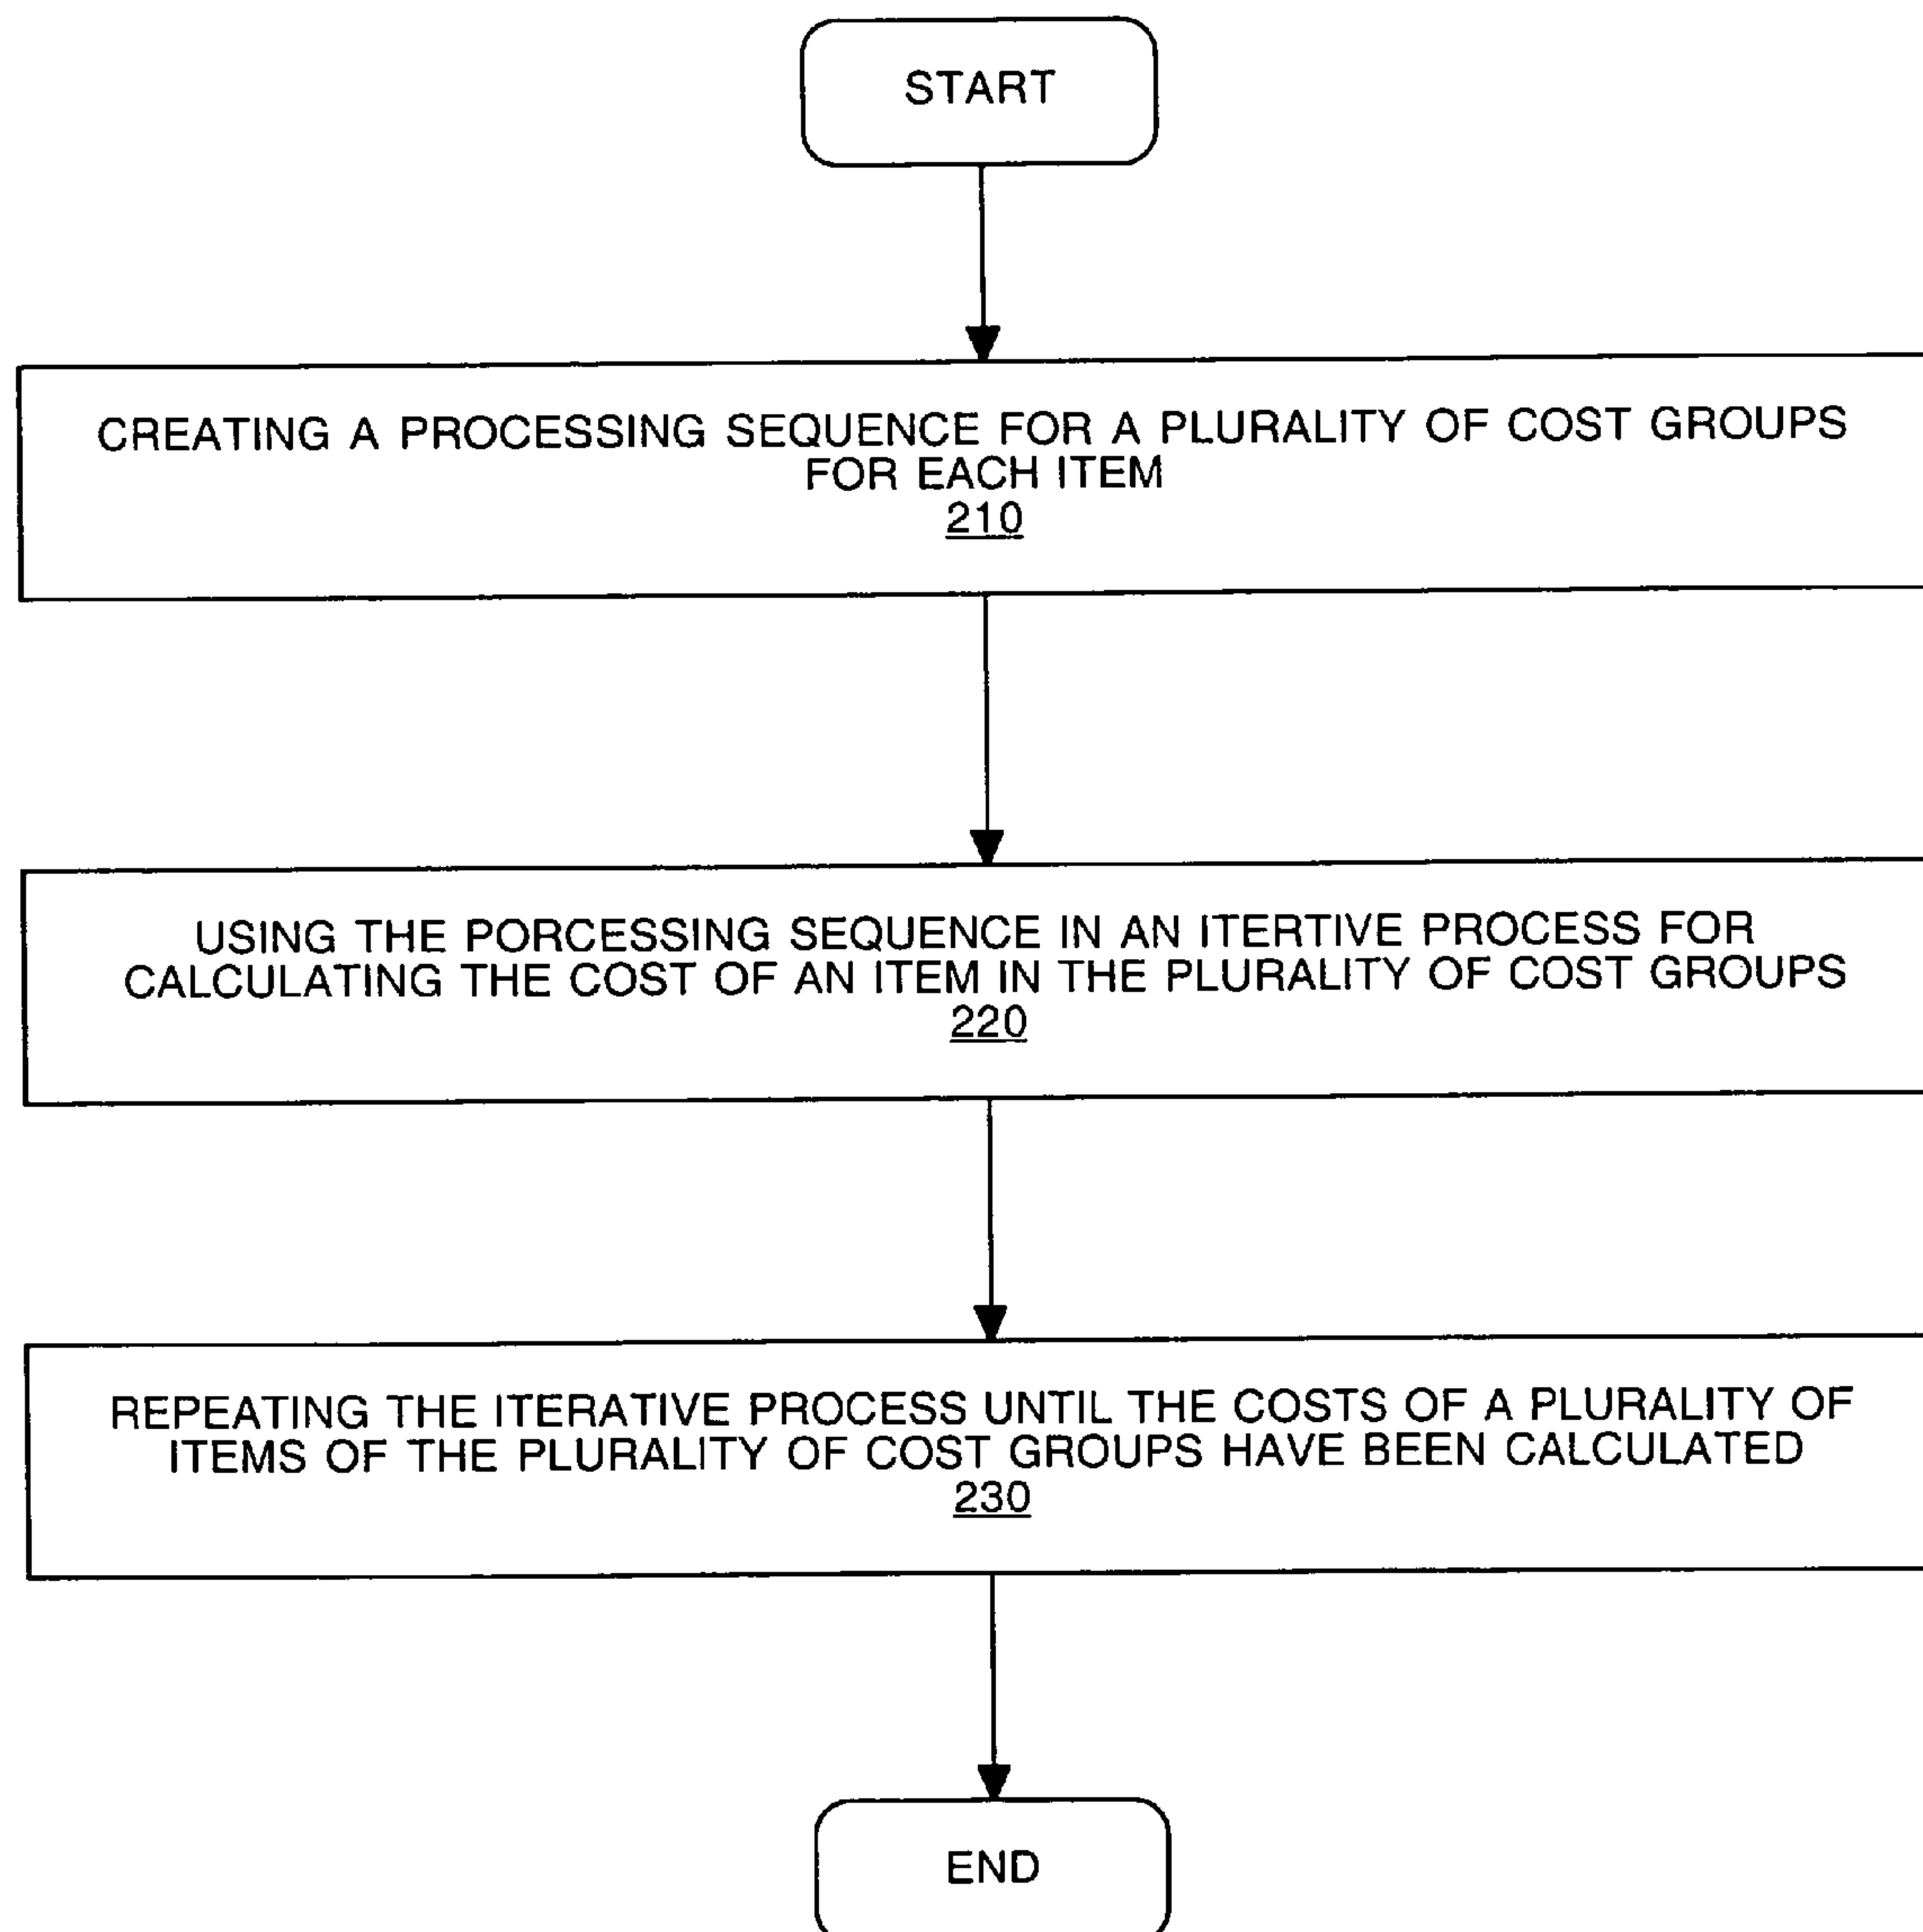 START
CREATING A PROCESSING SEQUENCE FOR A PLURALITY OF COST GROUPS
FOR EACH ITEM
210
USING THE PORCESSING SEQUENCE IN AN ITERTIVE PROCESS FOR
CALCULATING THE COST OF AN ITEM IN THE PLURALITY OF COST GROUPS
220
REPEATING THE ITERATIVE PROCESS UNTIL THE COSTS OF A PLURALITY OF
ITEMS OF THE PLURALITY OF COST GROUPS HAVE BEEN CALCULATED
230
END